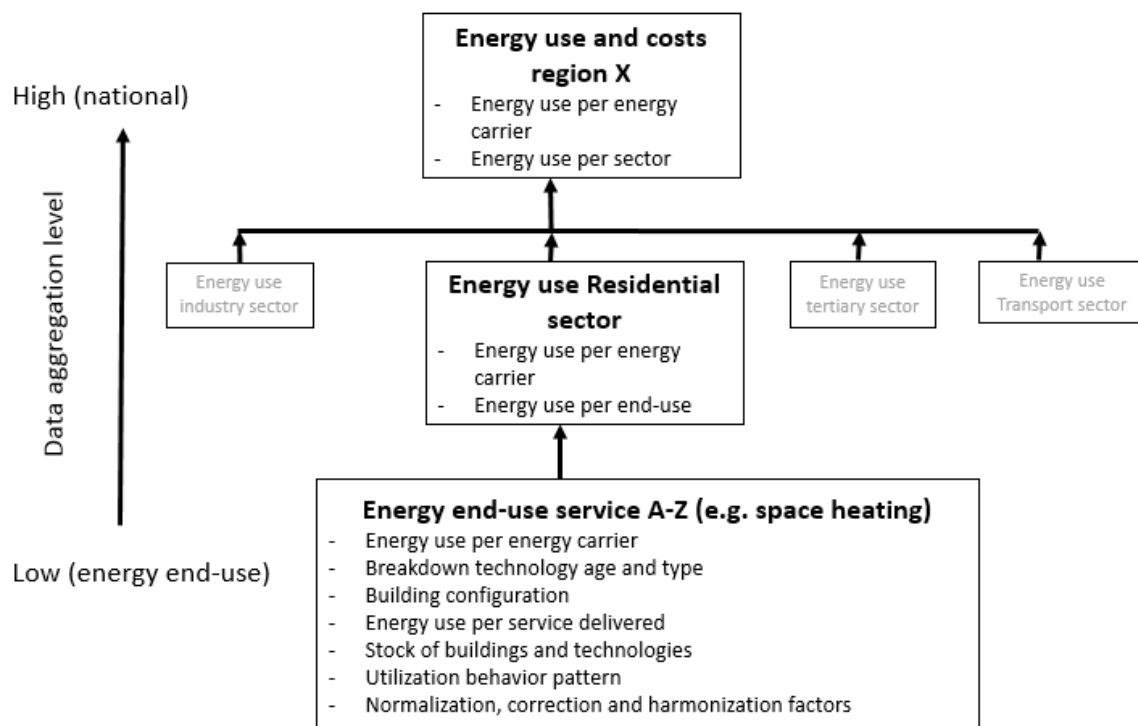 Energy use and costs
region X
- Energy use per energy
carrier
- Energy use per sector
High (national)
Data aggregation level
Low (energy end-use)
Energy use
industry sector
Energy use Residential
sector
- Energy use per energy
carrier
- Energy use per end-use
Energy use
tertiary sector
Energy use
Transport sector
Energy end-use service A-Z (e.g. space heating)
- Energy use per energy carrier
- Breakdown technology age and type
- Building configuration
- Energy use per service delivered
- Stock of buildings and technologies
- Utilization behavior pattern
- Normalization, correction and harmonization factors